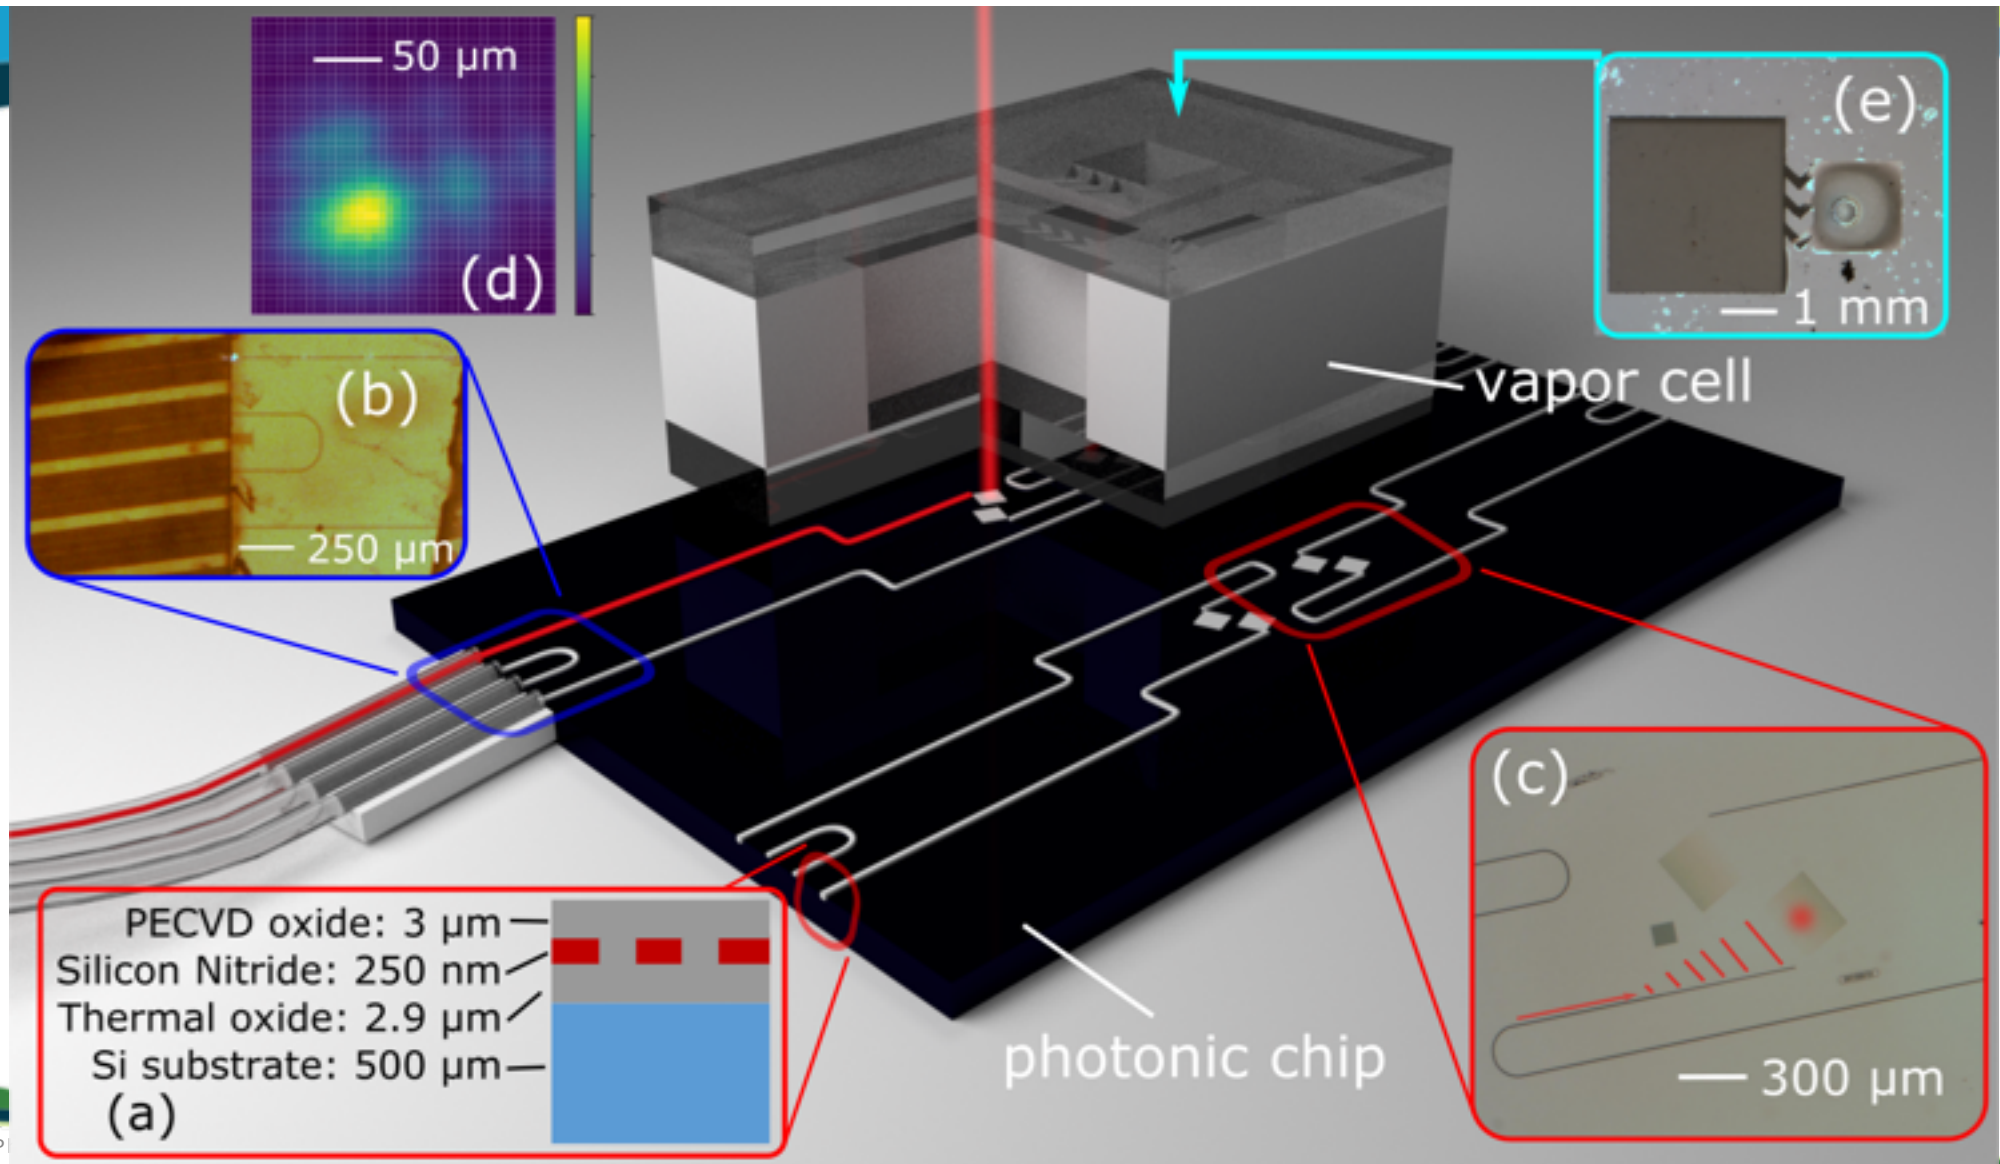 50 µm
(d)
(e)
1 mm
vapor cell
(b)
250 µm
(c)
300 µm
PECVD oxide: 3 µm
Silicon Nitride: 250 nm
Thermal oxide: 2.9 µm
Si substrate: 500 µm
(a)
photonic chip